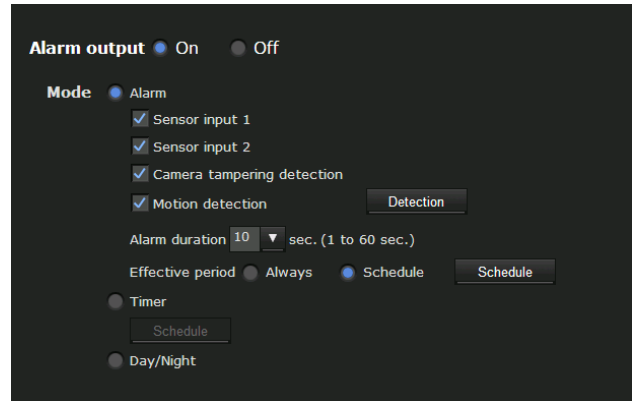 Alarm output On Off
Mode Alarm
Sensor input 1
Sensor input 2
Camera tampering detection
Motion detection Detection
Alarm duration 10 sec. (1 to 60 sec.)
Effective period Always Schedule Schedule
Timer
Schedule
Day/Night